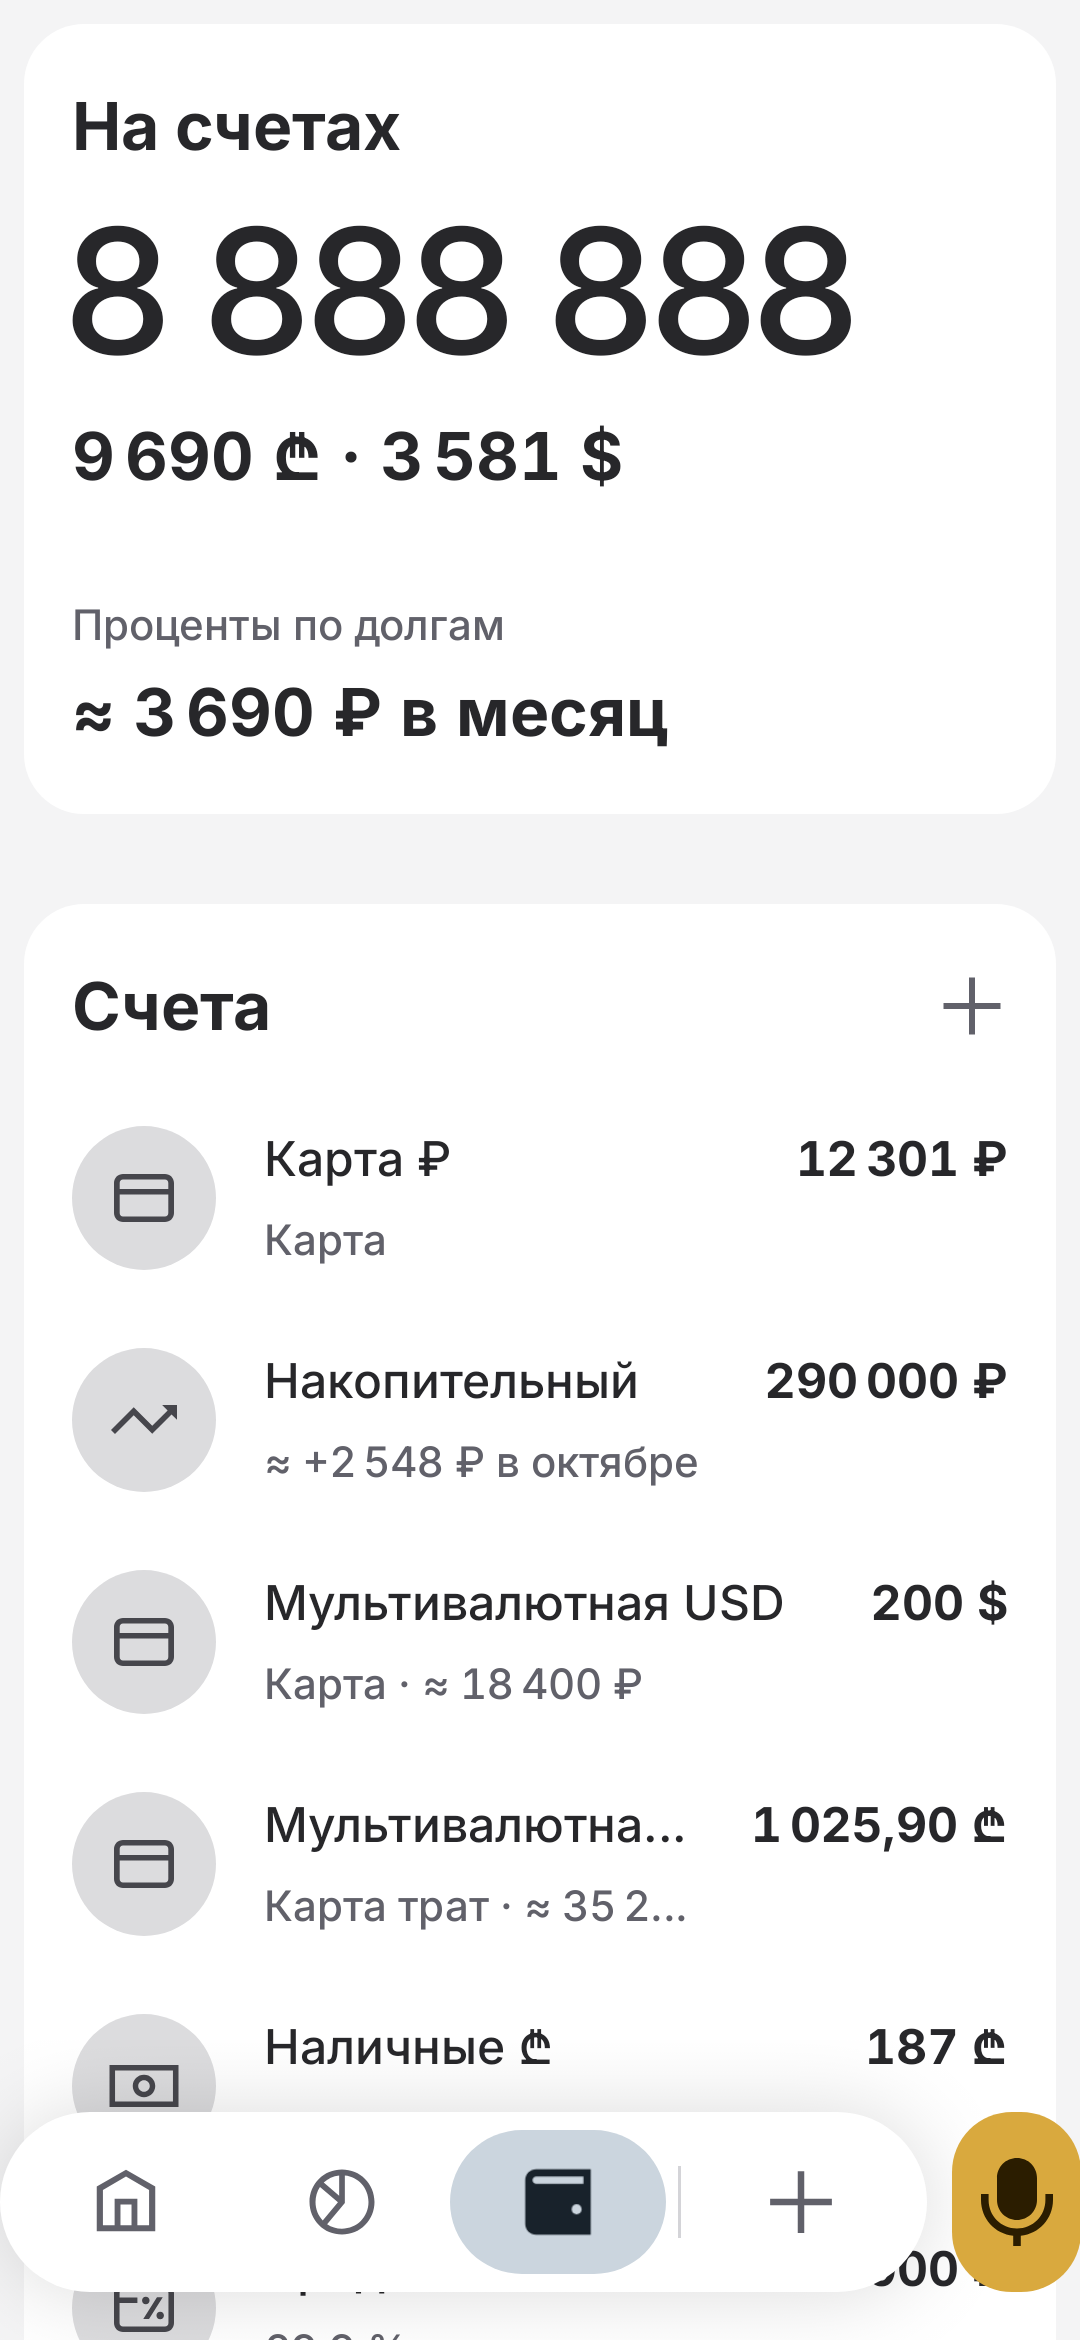 На счетах
8 888 888
9 690 ₾ · 3 581 $
Проценты по долгам
≈ 3 690 ₽ в месяц
Счета
Карта ₽
12 301 ₽
Карта
Накопительный
290 000 ₽
≈ +2 548 ₽ в октябре
Мультивалютная USD
200 $
Карта · ≈ 18 400 ₽
Мультивалютна...
1 025,90 ₾
Карта трат · ≈ 35 2...
Наличные ₾
187 ₾